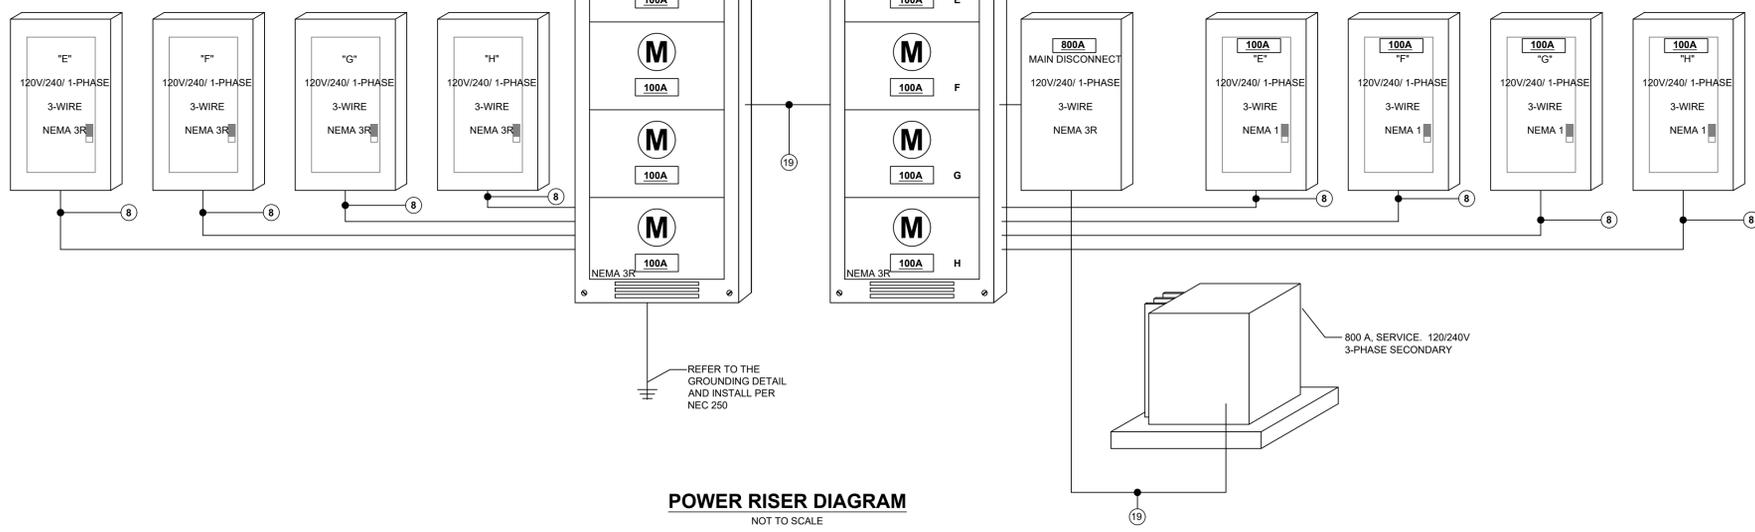 100A
100A E
"E"
120V/240/ 1-PHASE
3-WIRE
NEMA 3R
8
"F"
120V/240/ 1-PHASE
3-WIRE
NEMA 3R
8
"G"
120V/240/ 1-PHASE
3-WIRE
NEMA 3R
8
"H"
120V/240/ 1-PHASE
3-WIRE
NEMA 3R
8
M
100A
M
100A
M
100A
NEMA 3R
19
M
100A F
M
100A G
M
100A H
NEMA 3R
800A
MAIN DISCONNECT
120V/240/ 1-PHASE
3-WIRE
NEMA 3R
100A
"E"
120V/240/ 1-PHASE
3-WIRE
NEMA 1
8
100A
"F"
120V/240/ 1-PHASE
3-WIRE
NEMA 1
8
100A
"G"
120V/240/ 1-PHASE
3-WIRE
NEMA 1
8
100A
"H"
120V/240/ 1-PHASE
3-WIRE
NEMA 1
8
REFER TO THE
GROUNDING DETAIL
AND INSTALL PER
NEC 250
800 A, SERVICE. 120/240V
3-PHASE SECONDARY
19
POWER RISER DIAGRAM
NOT TO SCALE